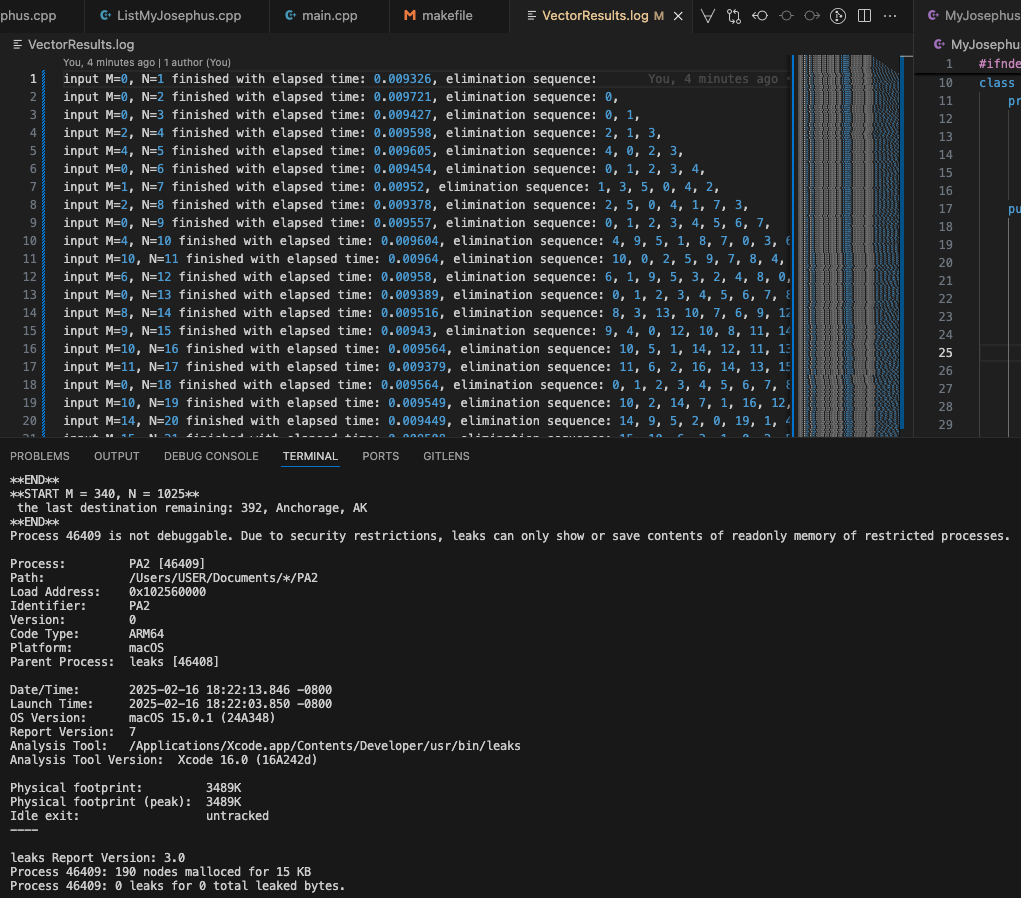 phus.cpp
ListMyJosephus.cpp
main.cpp
M makefile
VectorResults.log M
MyJosephus
VectorResults.log
MyJosephu
You, 4 minutes ago | 1 author (You)
1 input M=0, N=1 finished with elapsed time: 0.009326, elimination sequence: You, 4 minutes ago
2 input M=0, N=2 finished with elapsed time: 0.009721, elimination sequence: 0,
3 input M=0, N=3 finished with elapsed time: 0.009427, elimination sequence: 0, 1,
4 input M=2, N=4 finished with elapsed time: 0.009598, elimination sequence: 2, 1, 3,
5 input M=4, N=5 finished with elapsed time: 0.009605, elimination sequence: 4, 0, 2, 3,
6 input M=0, N=6 finished with elapsed time: 0.009454, elimination sequence: 0, 1, 2, 3, 4,
7 input M=1, N=7 finished with elapsed time: 0.00952, elimination sequence: 1, 3, 5, 0, 4, 2,
8 input M=2, N=8 finished with elapsed time: 0.009378, elimination sequence: 2, 5, 0, 4, 1, 7, 3,
9 input M=0, N=9 finished with elapsed time: 0.009557, elimination sequence: 0, 1, 2, 3, 4, 5, 6, 7,
10 input M=4, N=10 finished with elapsed time: 0.009604, elimination sequence: 4, 9, 5, 1, 8, 7, 0, 3, 6
11 input M=10, N=11 finished with elapsed time: 0.00964, elimination sequence: 10, 0, 2, 5, 9, 7, 8, 4,
12 input M=6, N=12 finished with elapsed time: 0.00958, elimination sequence: 6, 1, 9, 5, 3, 2, 4, 8, 0,
13 input M=0, N=13 finished with elapsed time: 0.009389, elimination sequence: 0, 1, 2, 3, 4, 5, 6, 7, 8
14 input M=8, N=14 finished with elapsed time: 0.009516, elimination sequence: 8, 3, 13, 10, 7, 6, 9, 12
15 input M=9, N=15 finished with elapsed time: 0.00943, elimination sequence: 9, 4, 0, 12, 10, 8, 11, 14
16 input M=10, N=16 finished with elapsed time: 0.009564, elimination sequence: 10, 5, 1, 14, 12, 11, 13
17 input M=11, N=17 finished with elapsed time: 0.009379, elimination sequence: 11, 6, 2, 16, 14, 13, 15
18 input M=0, N=18 finished with elapsed time: 0.009564, elimination sequence: 0, 1, 2, 3, 4, 5, 6, 7, 8
19 input M=10, N=19 finished with elapsed time: 0.009549, elimination sequence: 10, 2, 14, 7, 1, 16, 12,
20 input M=14, N=20 finished with elapsed time: 0.009449, elimination sequence: 14, 9, 5, 2, 0, 19, 1, 4
1 #ifnde
10 class
11 pr
12
13
14
15
16
17 pu
18
19
20
21
22
23
24
25
26
27
28
29
PROBLEMS OUTPUT DEBUG CONSOLE TERMINAL PORTS GITLENS
**END**
**START M = 340, N = 1025**
the last destination remaining: 392, Anchorage, AK
**END**
Process 46409 is not debuggable. Due to security restrictions, leaks can only show or save contents of readonly memory of restricted processes.
Process: PA2 [46409]
Path: /Users/USER/Documents/*/PA2
Load Address: 0x102560000
Identifier: PA2
Version: 0
Code Type: ARM64
Platform: macOS
Parent Process: leaks [46408]
Date/Time: 2025-02-16 18:22:13.846 -0800
Launch Time: 2025-02-16 18:22:03.850 -0800
OS Version: macOS 15.0.1 (24A348)
Report Version: 7
Analysis Tool: /Applications/Xcode.app/Contents/Developer/usr/bin/leaks
Analysis Tool Version: Xcode 16.0 (16A242d)
Physical footprint: 3489K
Physical footprint (peak): 3489K
Idle exit: untracked
----
leaks Report Version: 3.0
Process 46409: 190 nodes malloced for 15 KB
Process 46409: 0 leaks for 0 total leaked bytes.